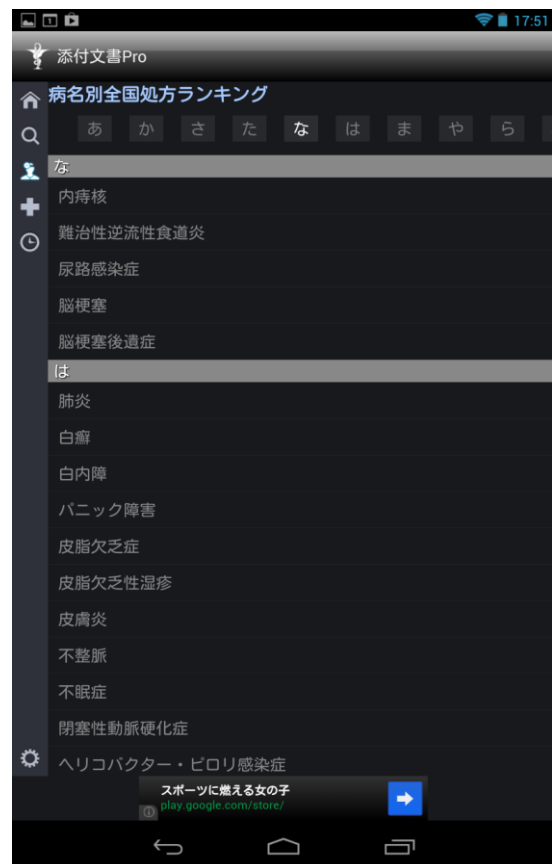 1
17:51
添付文書Pro
病名別全国処方ランキング
あ か さ た な は ま や ら
な
内痔核
難治性逆流性食道炎
尿路感染症
脳梗塞
脳梗塞後遺症
は
肺炎
白癬
白内障
パニック障害
皮脂欠乏症
皮脂欠乏性湿疹
皮膚炎
不整脈
不眠症
閉塞性動脈硬化症
ヘリコバクター・ピロリ感染症
スポーツに燃える女の子
play.google.com/store/